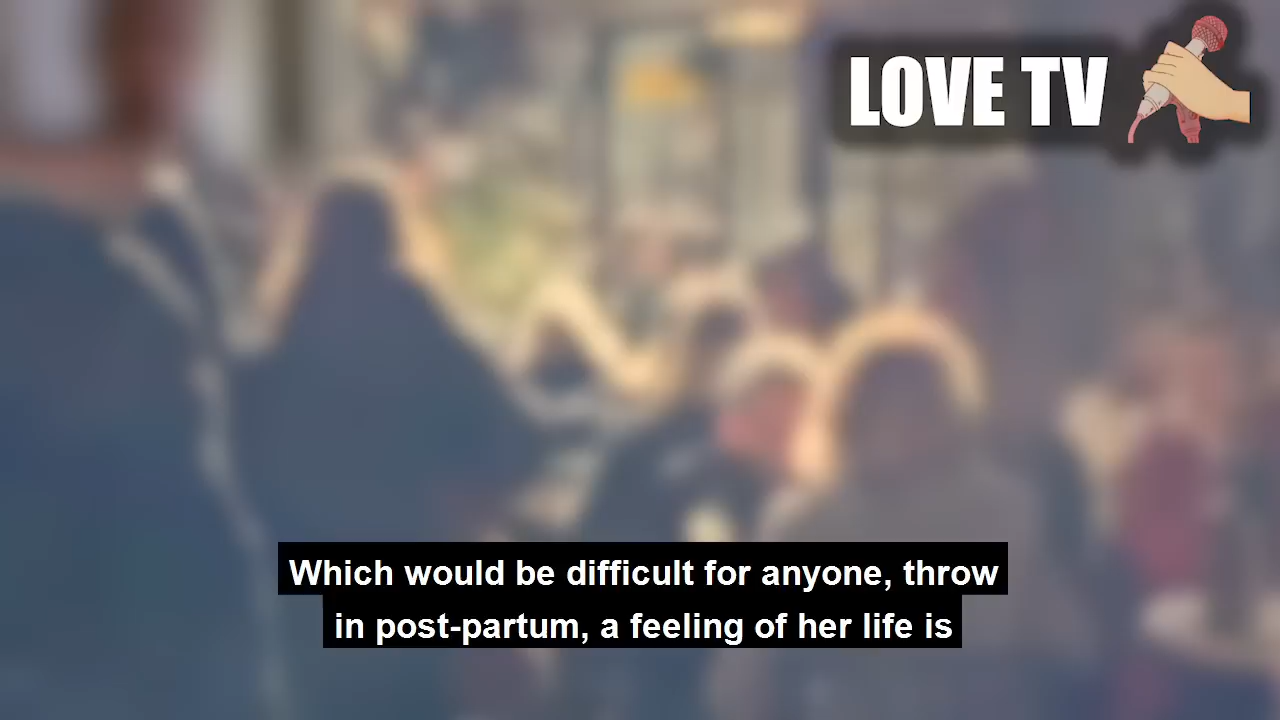 LOVE TV
Which would be difficult for anyone, throw
in post-partum, a feeling of her life is